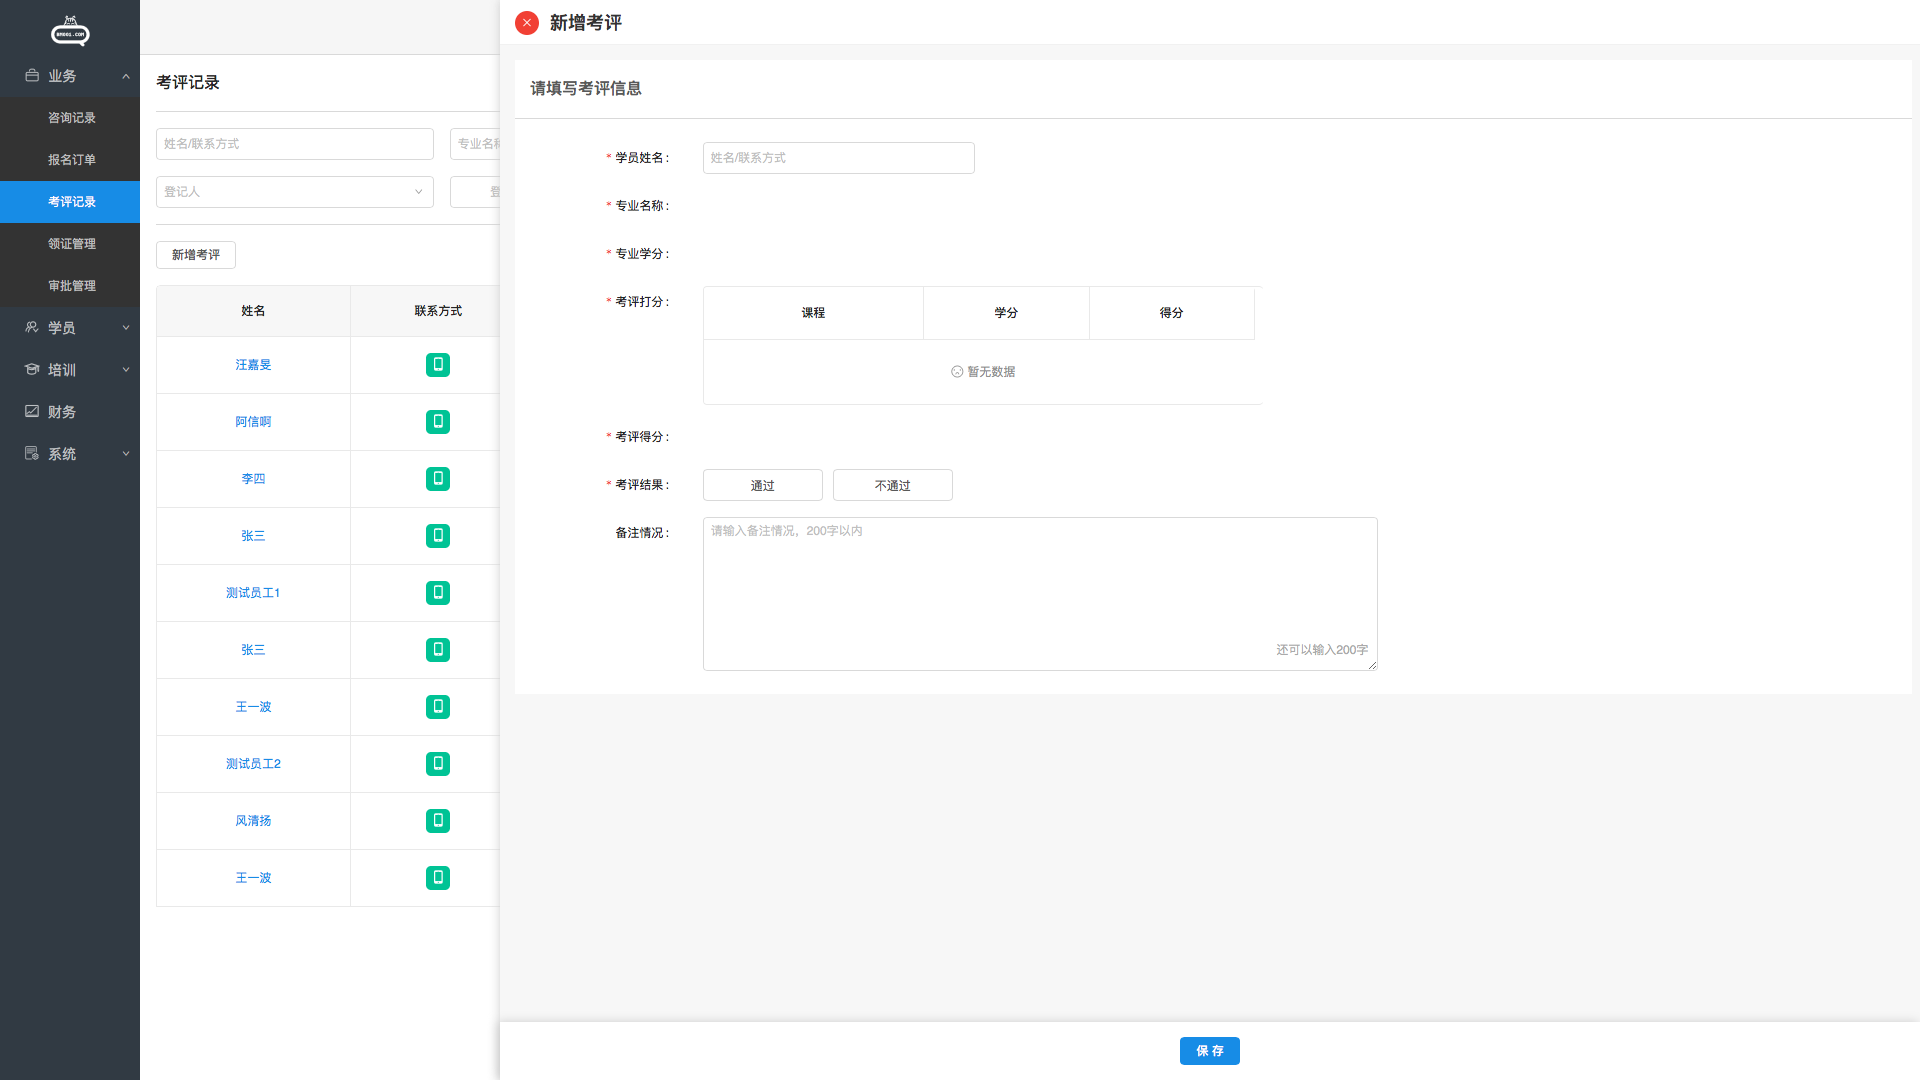 BMOOL.COM
业务
咨询记录
报名订单
考评记录
领证管理
审批管理
学员
培训
财务
系统
考评记录
姓名/联系方式
专业名称
登记人
登
新增考评
姓名 联系方式
汪嘉旻
阿信啊
李四
张三
测试员工1
张三
王一波
测试员工2
风清扬
王一波
新增考评
请填写考评信息
* 学员姓名 :
姓名/联系方式
* 专业名称 :
* 专业学分 :
* 考评打分 :
课程 学分 得分
暂无数据
* 考评得分 :
* 考评结果 :
通过 不通过
备注情况 :
请输入备注情况，200字以内
还可以输入200字
保 存